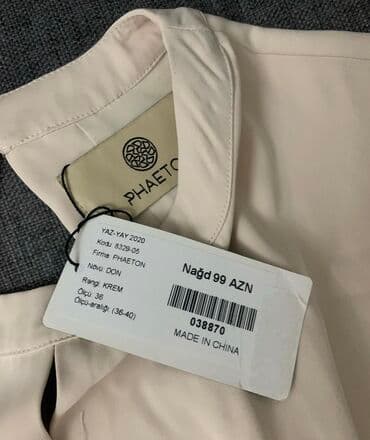 PHAETON
YAZ-YAY 2020
Kodu: 8329-05
Firma: PHAETON
Növü: DON
Rəngi: KREM
Ölçü: 36
Ölçü-aralığı: (36-40)
Nağd 99 AZN
038870
MADE IN CHINA